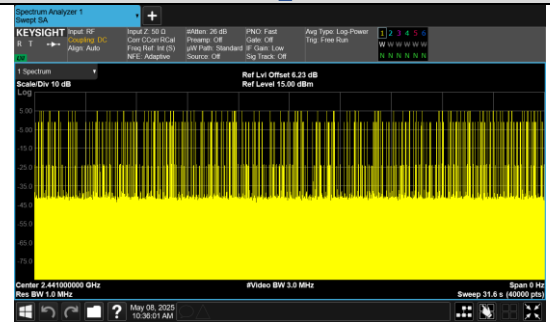 Spectrum Analyzer 1
Swept SA
KEYSIGHT
R T
Input: RF
Coupling: DC
Align: Auto
Input Z: 50 Ω
Corr CCorr RCal
Freq Ref: Int (S)
NFE: Adaptive
#Atten: 26 dB
Preamp: Off
µW Path: Standard
Source: Off
PNO: Fast
Gate: Off
IF Gain: Low
Sig Track: Off
Avg Type: Log-Power
Trig: Free Run
1 2 3 4 5 6
W W W W W W
N N N N N N
1 Spectrum
Scale/Div 10 dB
Log
Ref Lvl Offset 6.23 dB
Ref Level 15.00 dBm
5.00
-5.00
-15.0
-25.0
-35.0
-45.0
-55.0
-65.0
-75.0
Center 2.441000000 GHz
Res BW 1.0 MHz
#Video BW 3.0 MHz
Span 0 Hz
Sweep 31.6 s (40000 pts)
?
May 08, 2025
10:36:01 AM